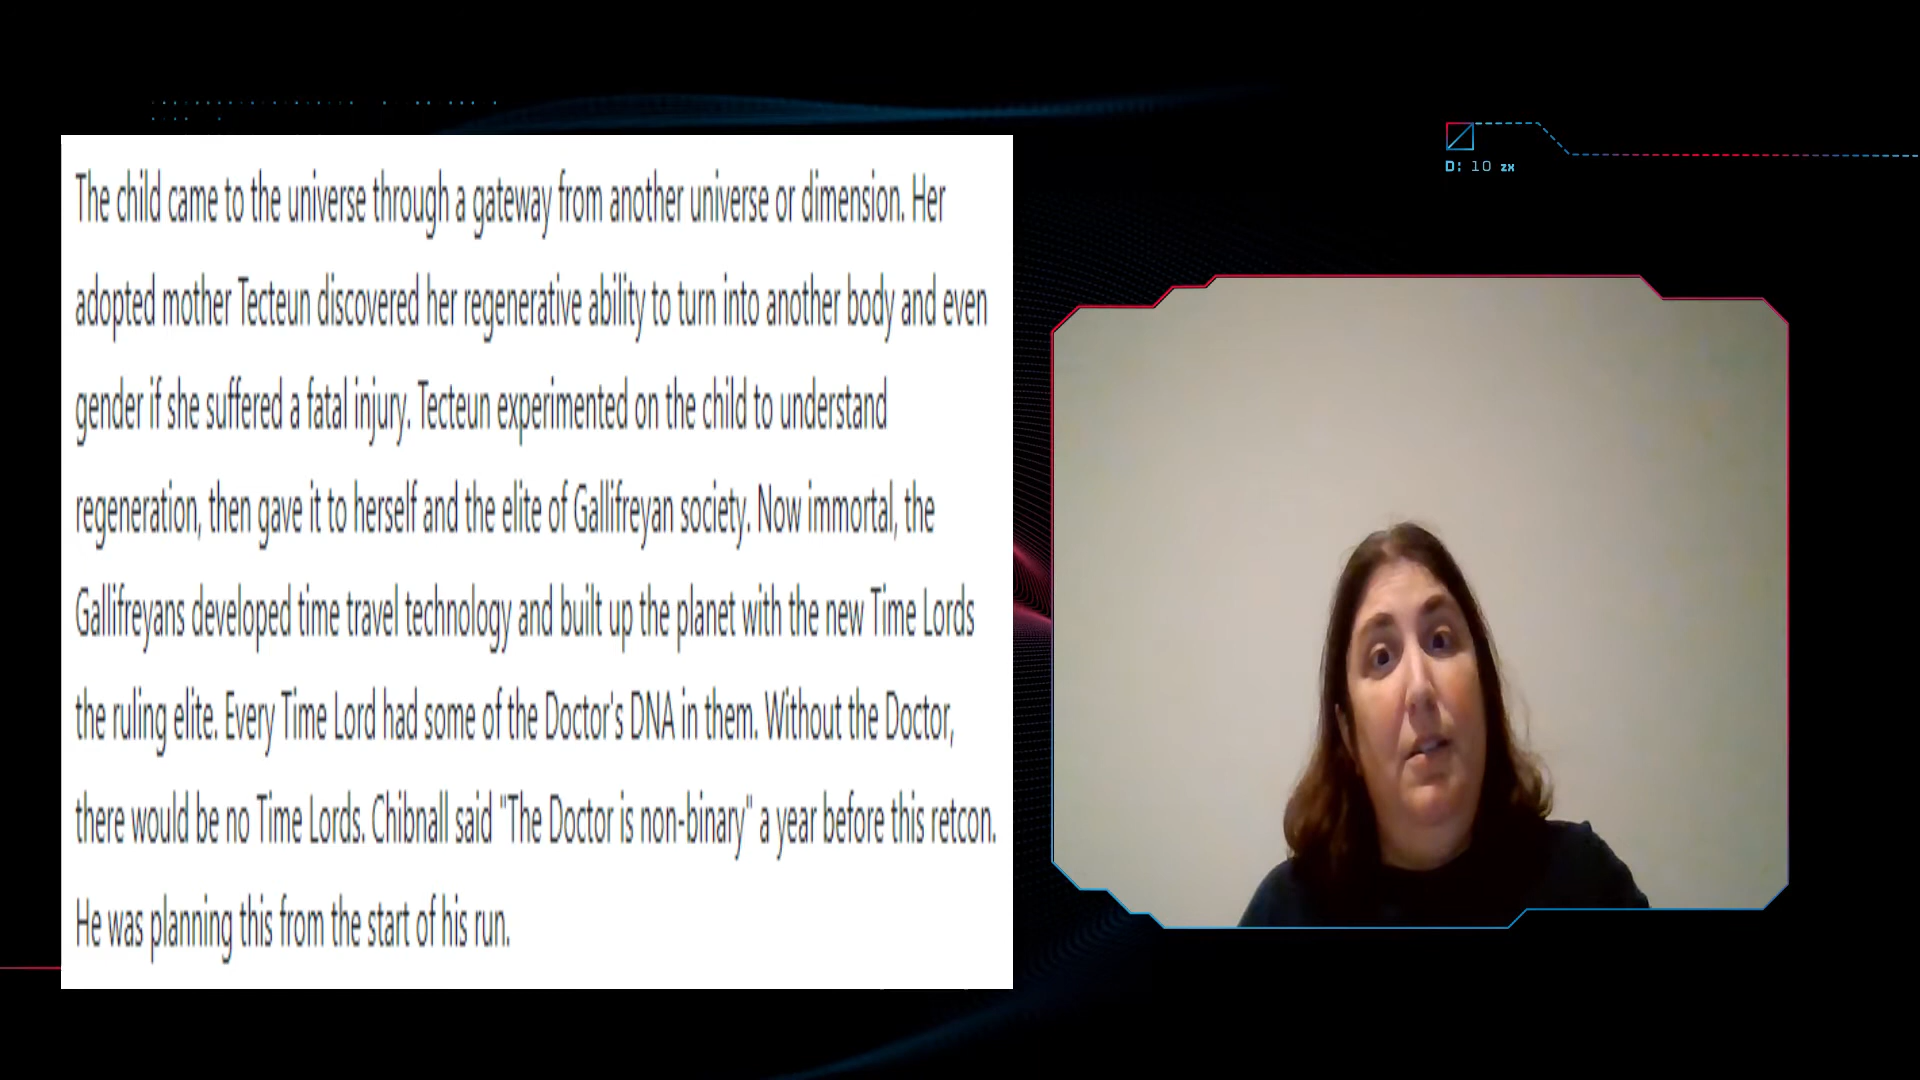 The child came to the universe through a gateway from another universe or dimension. Her
adopted mother Tecteun discovered her regenerative ability to turn into another body and even
gender if she suffered a fatal injury. Tecteun experimented on the child to understand
regeneration, then gave it to herself and the elite of Gallifreyan society. Now immortal, the
Gallifreyans developed time travel technology and built up the planet with the new Time Lords
the ruling elite. Every Time Lord had some of the Doctor's DNA in them. Without the Doctor,
there would be no Time Lords. Chibnall said "The Doctor is non-binary" a year before this retcon.
He was planning this from the start of his run.
D: 10 zx